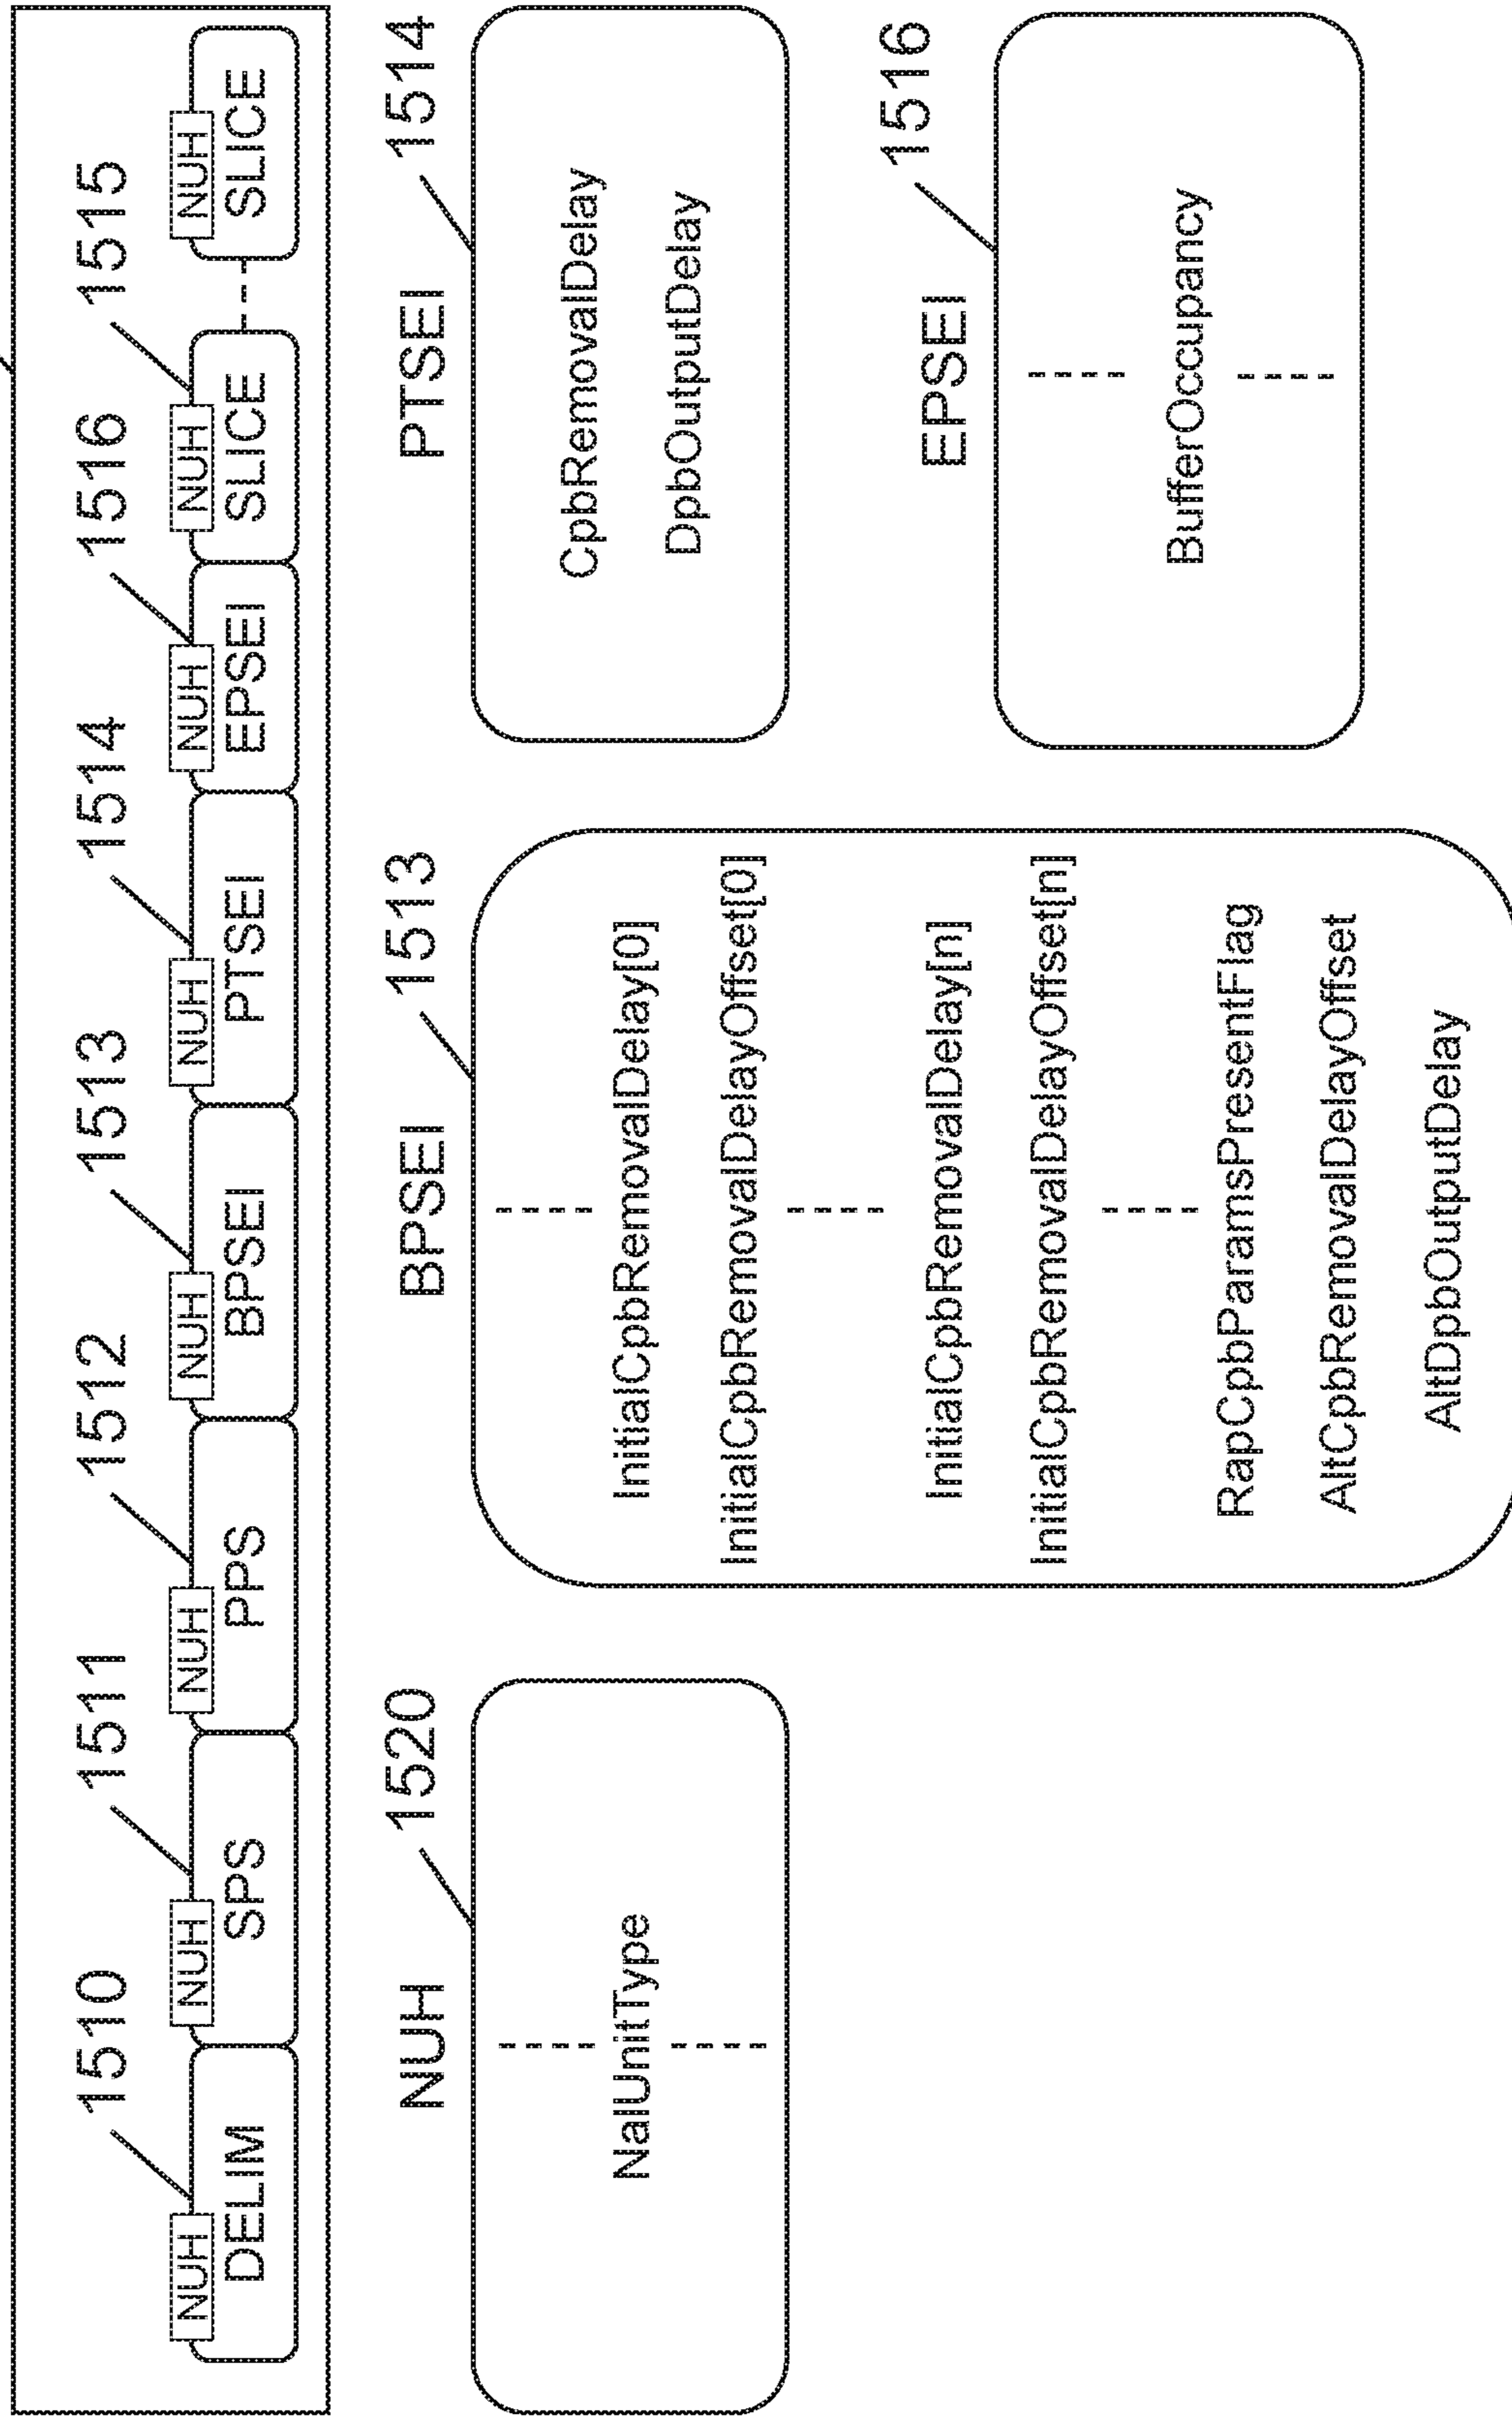 1510 1511 1512 1513 1514 1516 1515
NUH NUH NUH NUH NUH NUH NUH NUH
DELIM SPS PPS BPSEI PTSEI EPSEI SLICE SLICE
NUH 1520
NalUnitType
BPSEI 1513
InitialCpbRemovalDelay[0]
InitialCpbRemovalDelayOffset[0]
InitialCpbRemovalDelay[n]
InitialCpbRemovalDelayOffset[n]
RapCpbParamsPresentFlag
AltCpbRemovalDelayOffset
AltDpbOutputDelay
PTSEI 1514
CpbRemovalDelay
DpbOutputDelay
EPSEI 1516
BufferOccupancy